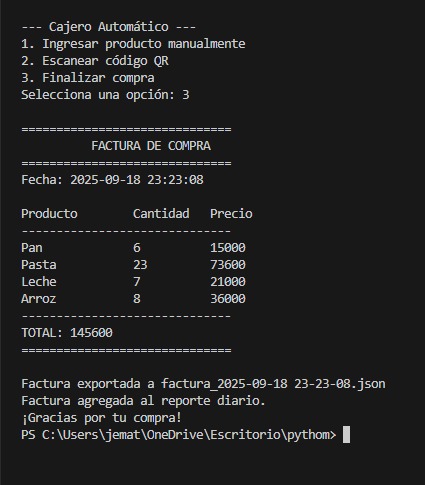 --- Cajero Automático ---
1. Ingresar producto manualmente
2. Escanear código QR
3. Finalizar compra
Selecciona una opción: 3
==============================
FACTURA DE COMPRA
==============================
Fecha: 2025-09-18 23:23:08
Producto Cantidad Precio
------------------------------
Pan 6 15000
Pasta 23 73600
Leche 7 21000
Arroz 8 36000
------------------------------
TOTAL: 145600
==============================
Factura exportada a factura_2025-09-18 23-23-08.json
Factura agregada al reporte diario.
¡Gracias por tu compra!
PS C:\Users\jemat\OneDrive\Escritorio\pythom>